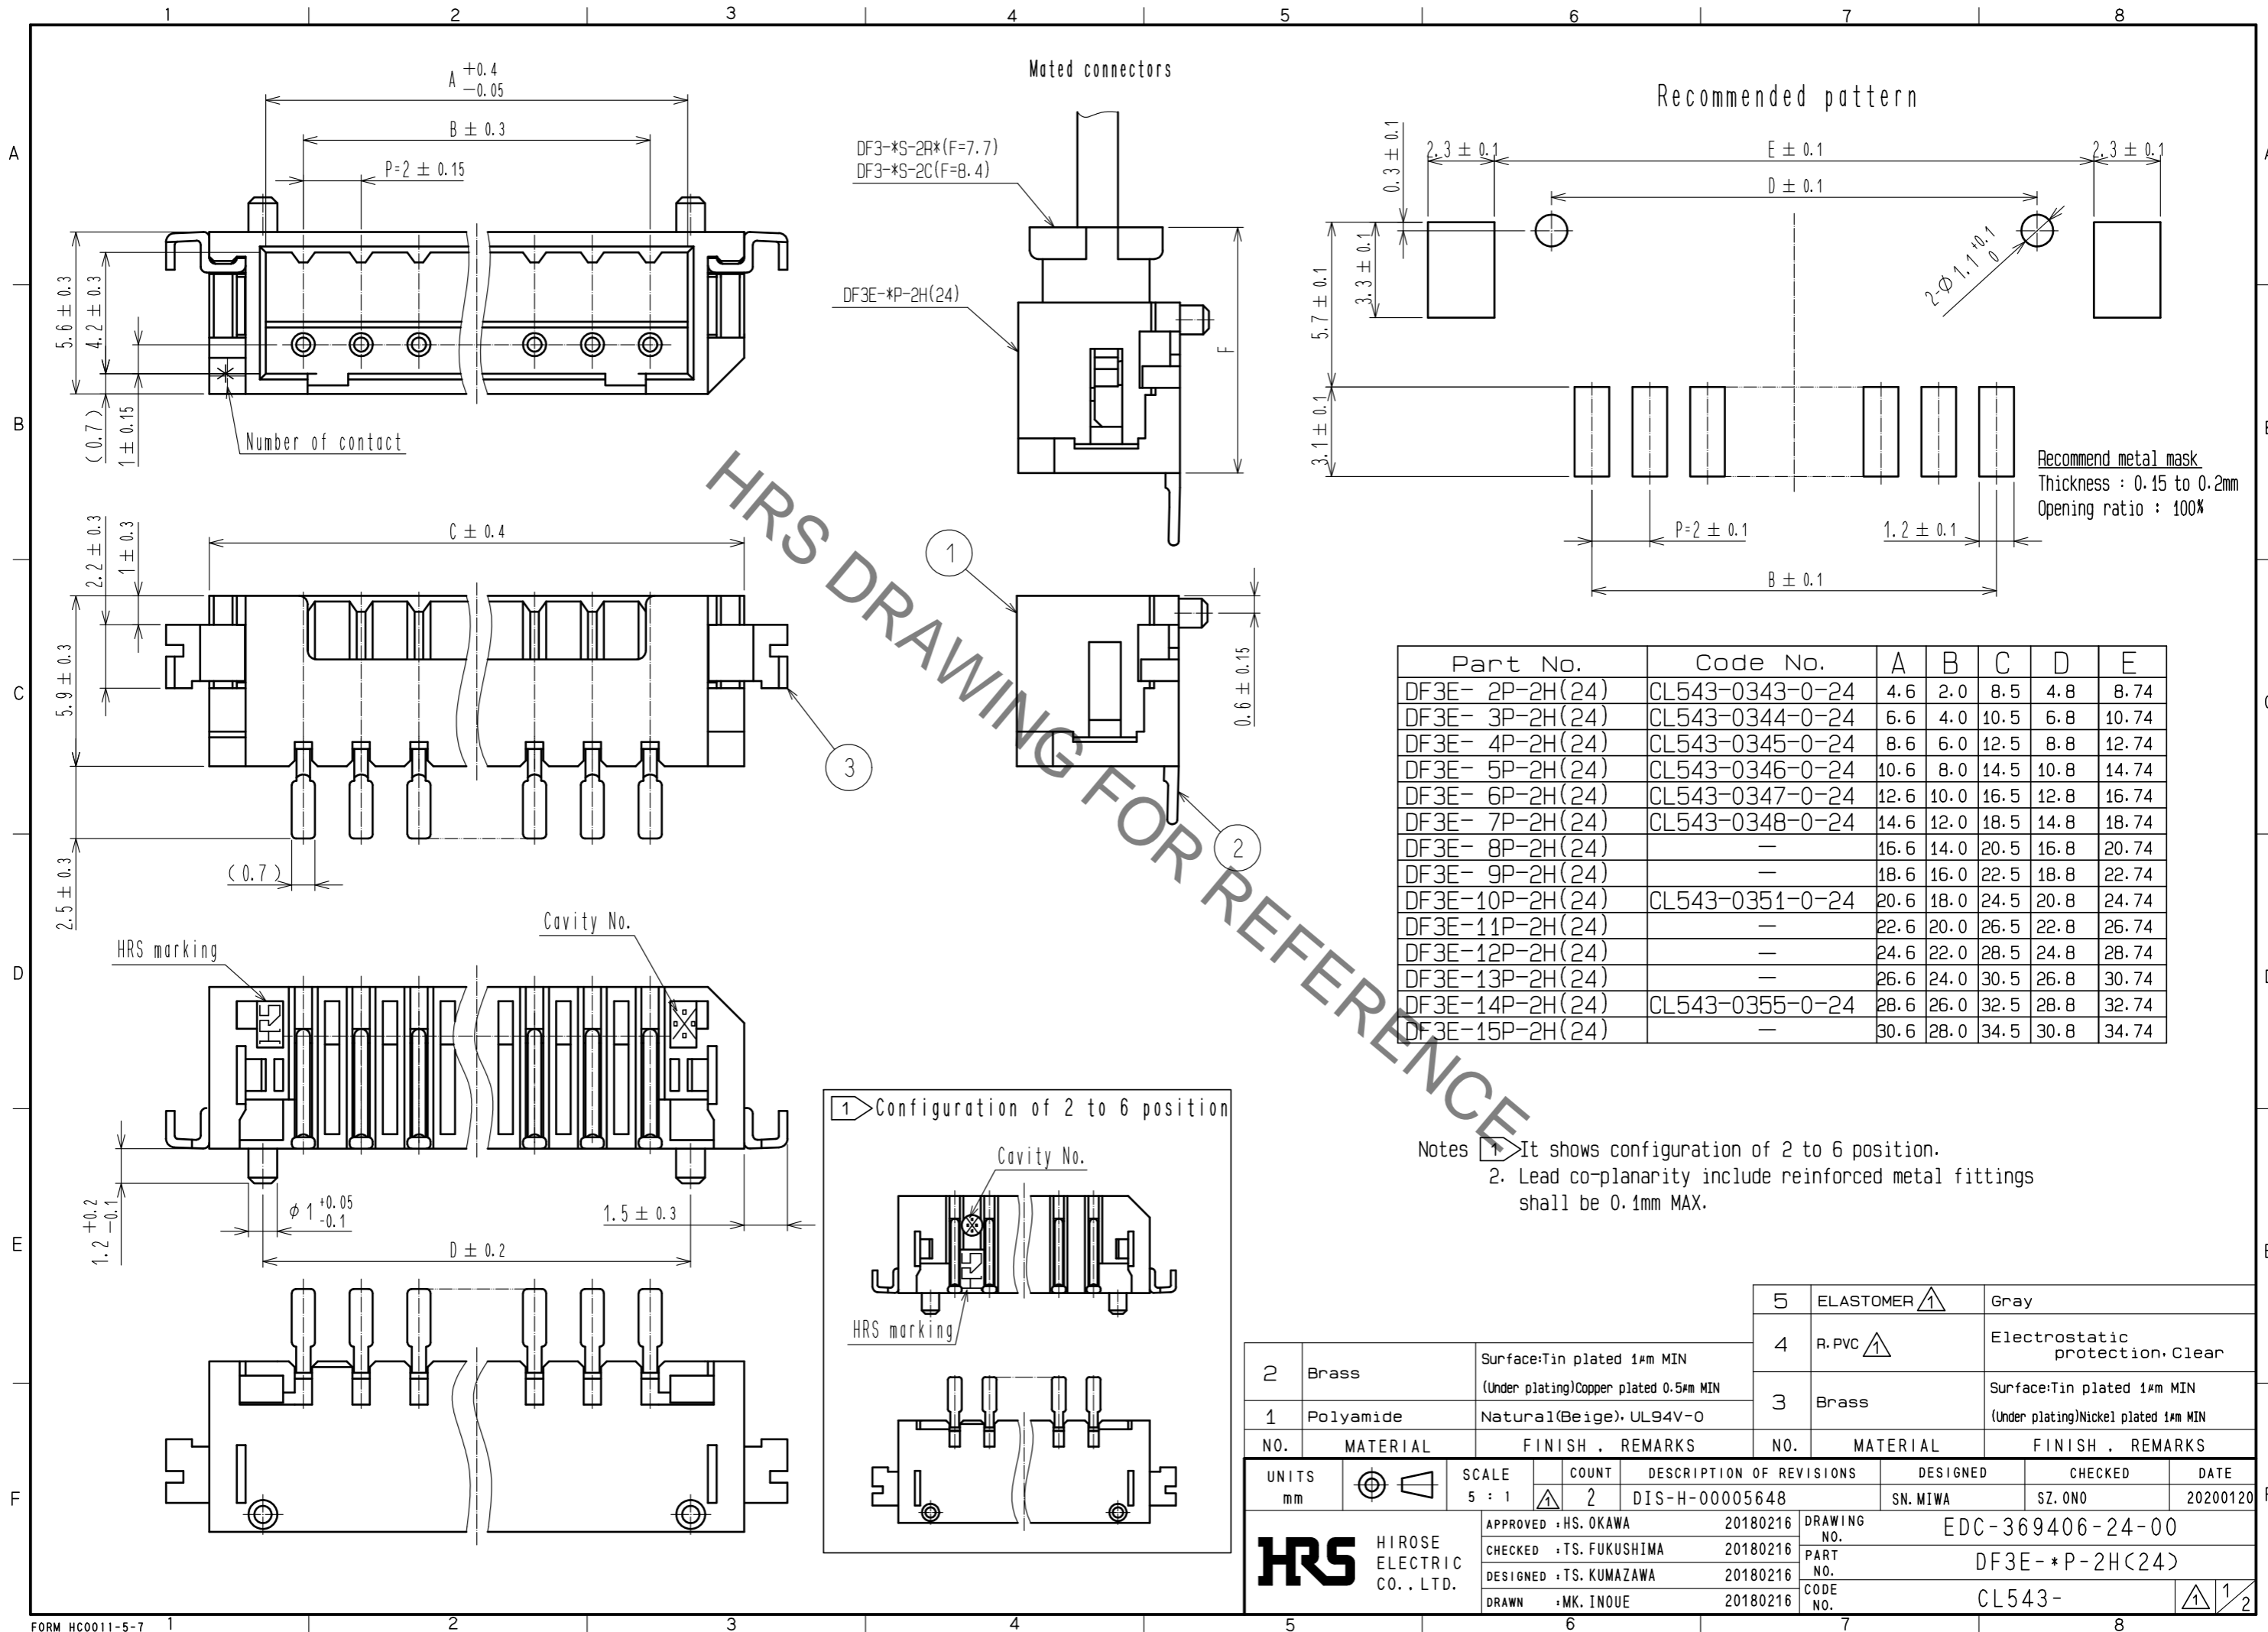 1 2 3 4 5 6 7 8
A
B
C
D
E
F
A +0.4 -0.05
B ± 0.3
P=2 ± 0.15
5.6 ± 0.3
4.2 ± 0.3
(0.7)
1 ± 0.15
Number of contact
Mated connectors
DF3-*S-2R*(F=7.7)
DF3-*S-2C(F=8.4)
DF3E-*P-2H(24)
F
Recommended pattern
0.3 ± 0.1
2.3 ± 0.1
E ± 0.1
2.3 ± 0.1
D ± 0.1
5.7 ± 0.1
3.3 ± 0.1
2-Φ1.1 +0.1 0
3.1 ± 0.1
P=2 ± 0.1
1.2 ± 0.1
B ± 0.1
Recommend metal mask
Thickness : 0.15 to 0.2mm
Opening ratio : 100%
C ± 0.4
2.2 ± 0.3
1 ± 0.3
5.9 ± 0.3
2.5 ± 0.3
(0.7)
1
3
2
0.6 ± 0.15
HRS DRAWING FOR REFERENCE
Part No. Code No. A B C D E
DF3E- 2P-2H(24) CL543-0343-0-24 4.6 2.0 8.5 4.8 8.74
DF3E- 3P-2H(24) CL543-0344-0-24 6.6 4.0 10.5 6.8 10.74
DF3E- 4P-2H(24) CL543-0345-0-24 8.6 6.0 12.5 8.8 12.74
DF3E- 5P-2H(24) CL543-0346-0-24 10.6 8.0 14.5 10.8 14.74
DF3E- 6P-2H(24) CL543-0347-0-24 12.6 10.0 16.5 12.8 16.74
DF3E- 7P-2H(24) CL543-0348-0-24 14.6 12.0 18.5 14.8 18.74
DF3E- 8P-2H(24) — 16.6 14.0 20.5 16.8 20.74
DF3E- 9P-2H(24) — 18.6 16.0 22.5 18.8 22.74
DF3E-10P-2H(24) CL543-0351-0-24 20.6 18.0 24.5 20.8 24.74
DF3E-11P-2H(24) — 22.6 20.0 26.5 22.8 26.74
DF3E-12P-2H(24) — 24.6 22.0 28.5 24.8 28.74
DF3E-13P-2H(24) — 26.6 24.0 30.5 26.8 30.74
DF3E-14P-2H(24) CL543-0355-0-24 28.6 26.0 32.5 28.8 32.74
DF3E-15P-2H(24) — 30.6 28.0 34.5 30.8 34.74
HRS marking
Cavity No.
HRS
1.2 +0.2 -0.1
φ1 +0.05 -0.1
1.5 ± 0.3
D ± 0.2
1 Configuration of 2 to 6 position
Cavity No.
HRS marking
Notes 1 It shows configuration of 2 to 6 position.
2. Lead co-planarity include reinforced metal fittings
shall be 0.1mm MAX.
5 ELASTOMER 1 Gray
4 R.PVC 1 Electrostatic
protection, Clear
3 Brass Surface:Tin plated 1μm MIN
(Under plating)Nickel plated 1μm MIN
2 Brass Surface:Tin plated 1μm MIN
(Under plating)Copper plated 0.5μm MIN
1 Polyamide Natural(Beige), UL94V-0
NO. MATERIAL FINISH , REMARKS NO. MATERIAL FINISH , REMARKS
UNITS
mm
SCALE
5 : 1
COUNT DESCRIPTION OF REVISIONS DESIGNED CHECKED DATE
1 2 DIS-H-00005648 SN.MIWA SZ.ONO 20200120
HRS
HIROSE
ELECTRIC
CO.,LTD.
APPROVED :HS.OKAWA 20180216
CHECKED :TS.FUKUSHIMA 20180216
DESIGNED :TS.KUMAZAWA 20180216
DRAWN :MK.INOUE 20180216
DRAWING NO. EDC-369406-24-00
PART NO. DF3E-*P-2H(24)
CODE NO. CL543-
1 1/2
FORM HC0011-5-7
1 2 3 4 5 6 7 8